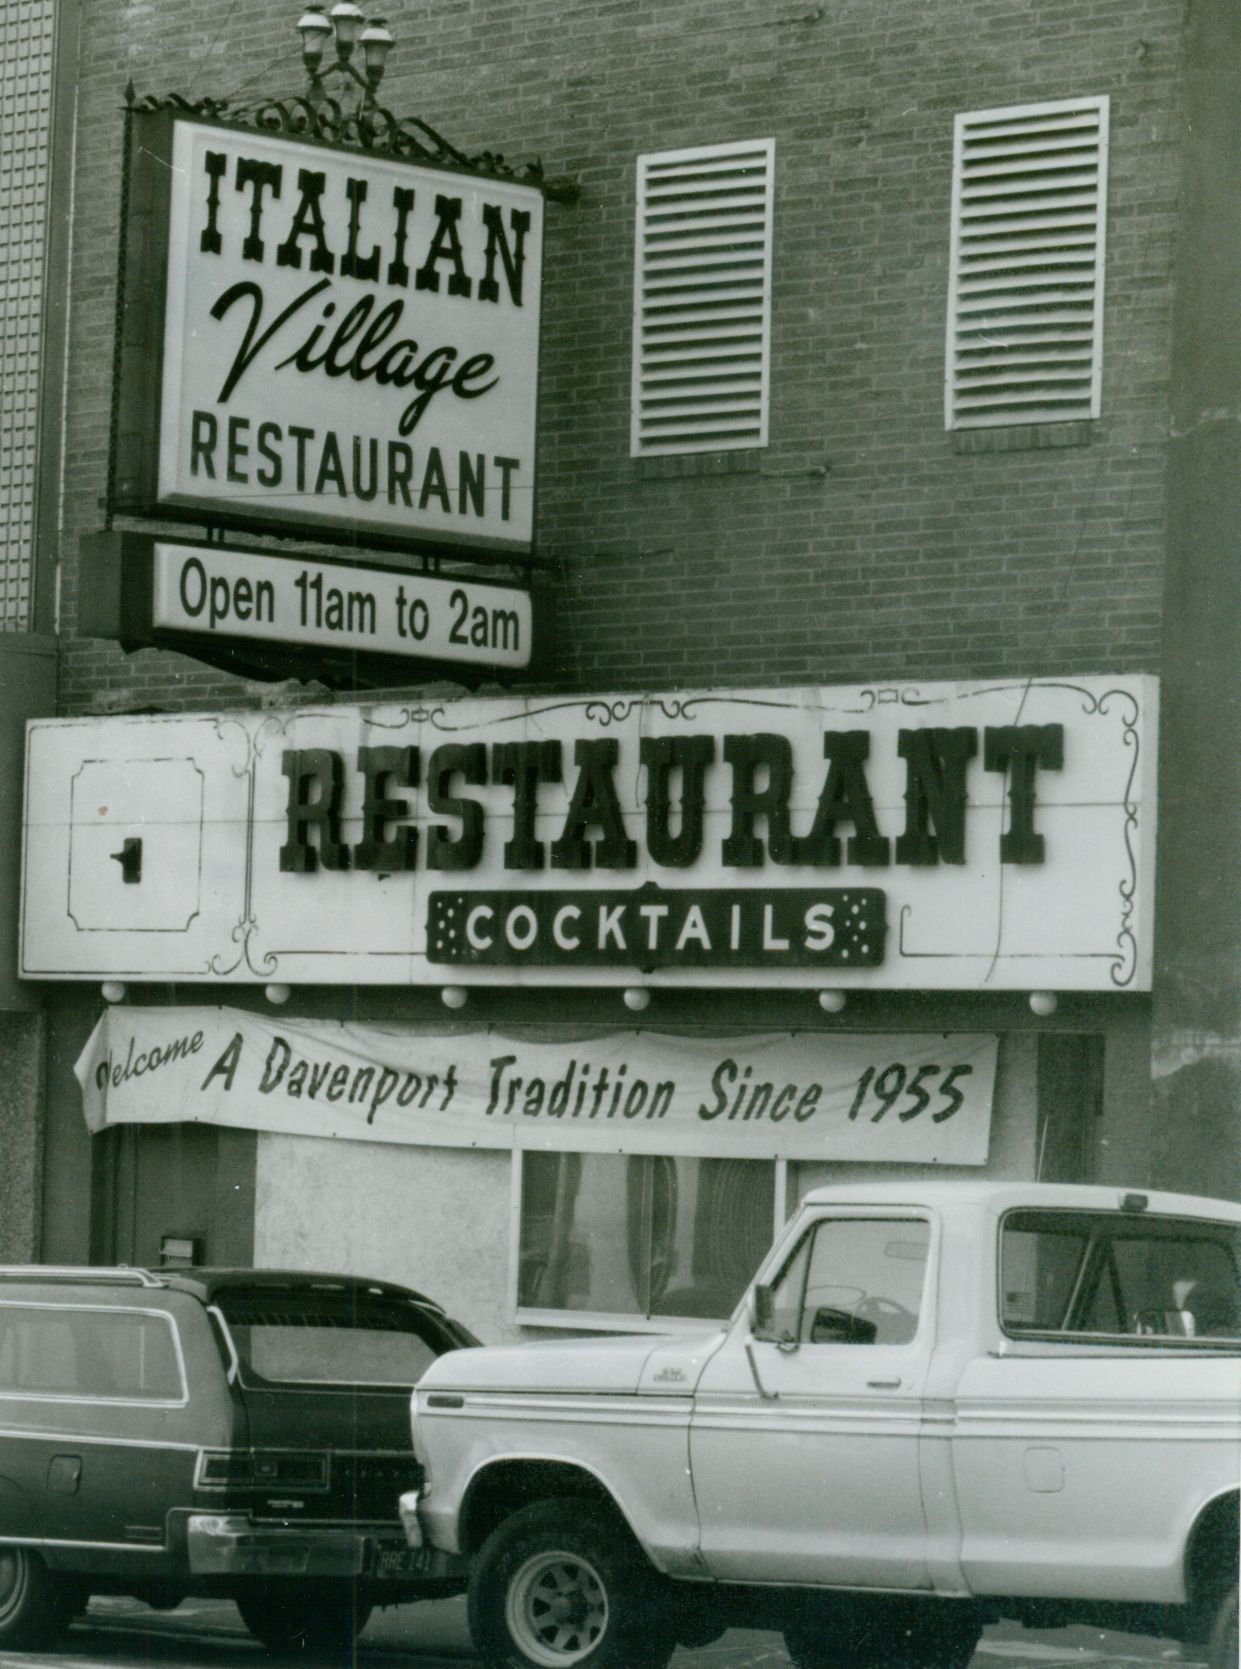 ITALIAN
Village
RESTAURANT
Open 11am to 2am
RESTAURANT
COCKTAILS
Welcome A Davenport Tradition Since 1955